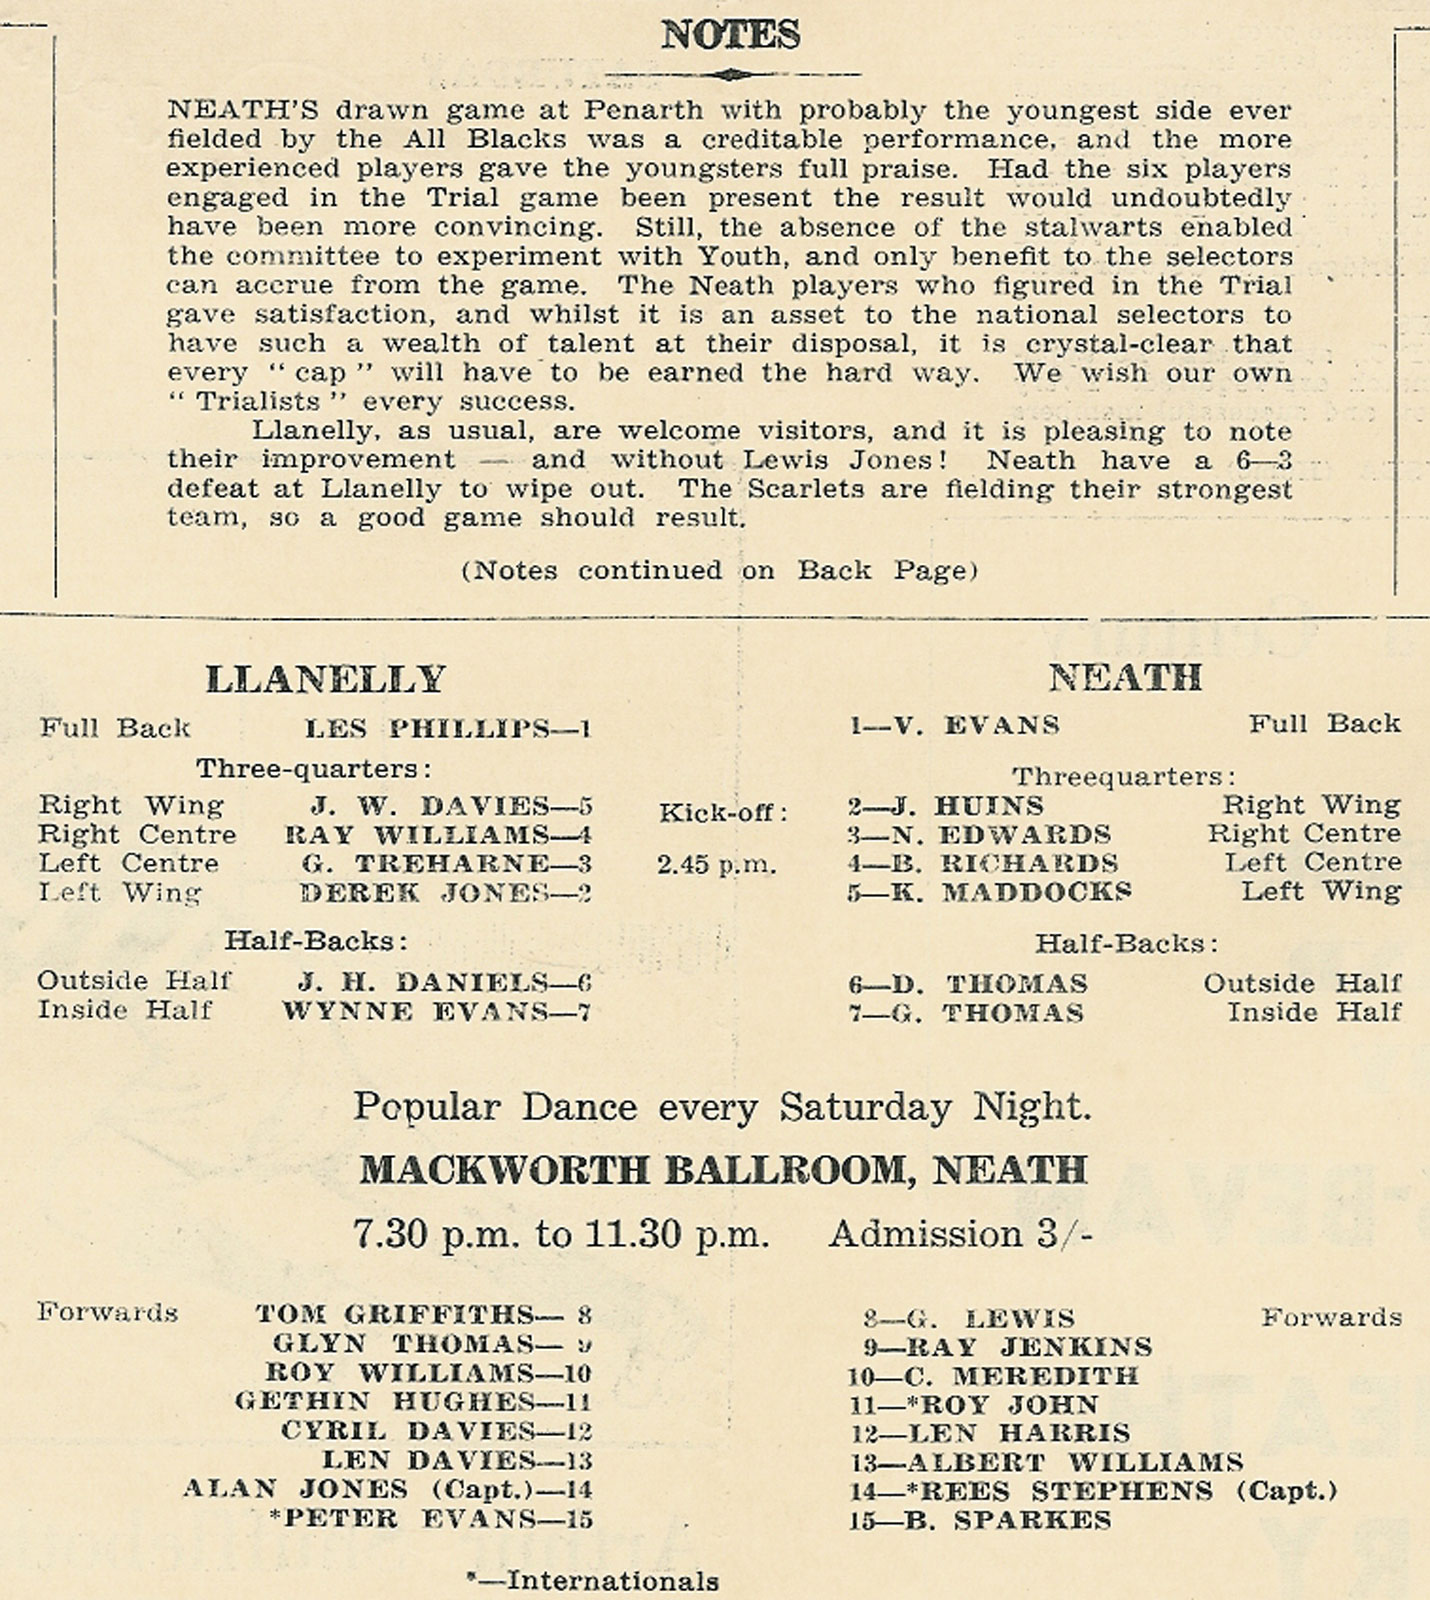 NOTES
NEATH'S drawn game at Penarth with probably the youngest side ever
fielded by the All Blacks was a creditable performance, and the more
experienced players gave the youngsters full praise. Had the six players
engaged in the Trial game been present the result would undoubtedly
have been more convincing. Still, the absence of the stalwarts enabled
the committee to experiment with Youth, and only benefit to the selectors
can accrue from the game. The Neath players who figured in the Trial
gave satisfaction, and whilst it is an asset to the national selectors to
have such a wealth of talent at their disposal, it is crystal-clear that
every “ cap ” will have to be earned the hard way. We wish our own
“ Trialists ” every success.
Llanelly, as usual, are welcome visitors, and it is pleasing to note
their improvement — and without Lewis Jones! Neath have a 6—3
defeat at Llanelly to wipe out. The Scarlets are fielding their strongest
team, so a good game should result.
(Notes continued on Back Page)
LLANELLY NEATH
Full Back LES PHILLIPS—1 1—V. EVANS Full Back
Three-quarters: Threequarters:
Right Wing J. W. DAVIES—5 Kick-off: 2—J. HUINS Right Wing
Right Centre RAY WILLIAMS—4 3—N. EDWARDS Right Centre
Left Centre G. TREHARNE—3 2.45 p.m. 4—B. RICHARDS Left Centre
Left Wing DEREK JONES—2 5—K. MADDOCKS Left Wing
Half-Backs: Half-Backs:
Outside Half J. H. DANIELS—6 6—D. THOMAS Outside Half
Inside Half WYNNE EVANS—7 7—G. THOMAS Inside Half
Popular Dance every Saturday Night.
MACKWORTH BALLROOM, NEATH
7.30 p.m. to 11.30 p.m. Admission 3/-
Forwards TOM GRIFFITHS— 8 8—G. LEWIS Forwards
GLYN THOMAS— 9 9—RAY JENKINS
ROY WILLIAMS—10 10—C. MEREDITH
GETHIN HUGHES—11 11—*ROY JOHN
CYRIL DAVIES—12 12—LEN HARRIS
LEN DAVIES—13 13—ALBERT WILLIAMS
ALAN JONES (Capt.)—14 14—*REES STEPHENS (Capt.)
*PETER EVANS—15 15—B. SPARKES
*—Internationals